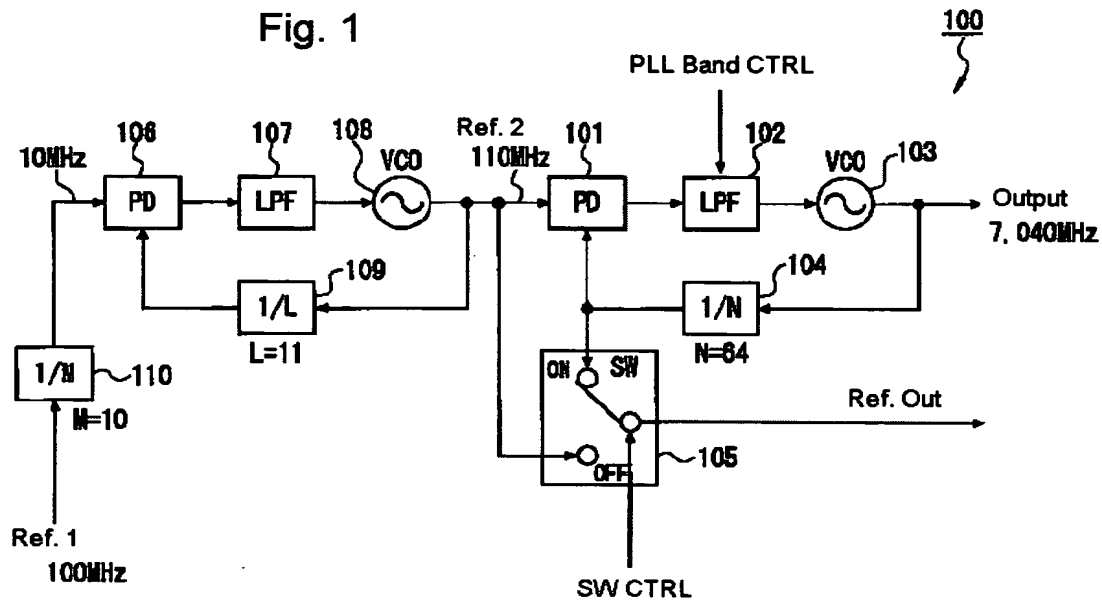 Fig. 1
100
PLL Band CTRL
106
107
108
VCO
Ref. 2
110MHz
101
102
VCO
103
10MHz
PD
LPF
PD
LPF
Output
7, 040MHz
109
1/L
L=11
104
1/N
N=64
1/M
110
M=10
ON
SW
OFF
105
Ref. Out
Ref. 1
100MHz
SW CTRL